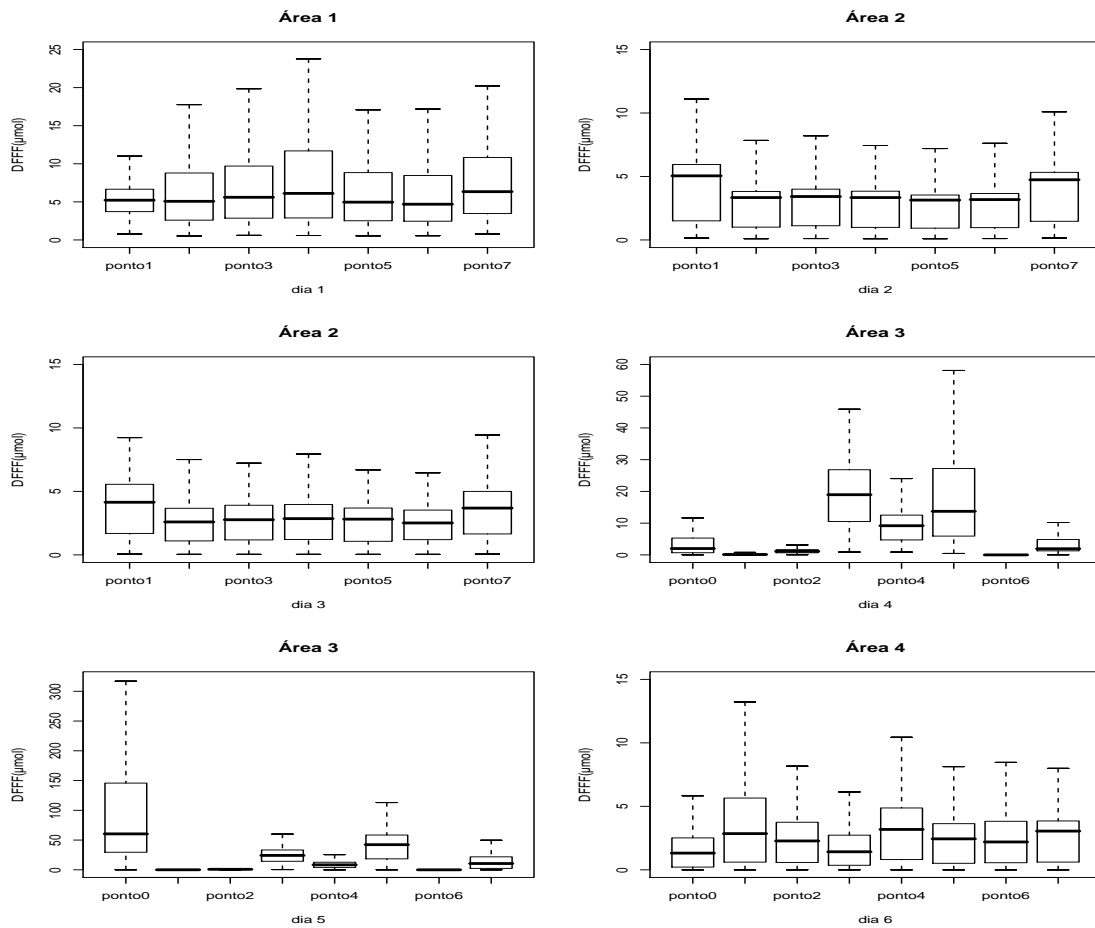 Área 1
DFFF(µmol)
25
20
15
10
5
0
ponto1 ponto3 ponto5 ponto7
dia 1
Área 2
DFFF(µmol)
15
10
5
0
ponto1 ponto3 ponto5 ponto7
dia 2
Área 2
DFFF(µmol)
15
10
5
0
ponto1 ponto3 ponto5 ponto7
dia 3
Área 3
DFFF(µmol)
60
50
40
30
20
10
0
ponto0 ponto2 ponto4 ponto6
dia 4
Área 3
DFFF(µmol)
300
250
200
150
100
50
0
ponto0 ponto2 ponto4 ponto6
dia 5
Área 4
DFFF(µmol)
15
10
5
0
ponto0 ponto2 ponto4 ponto6
dia 6